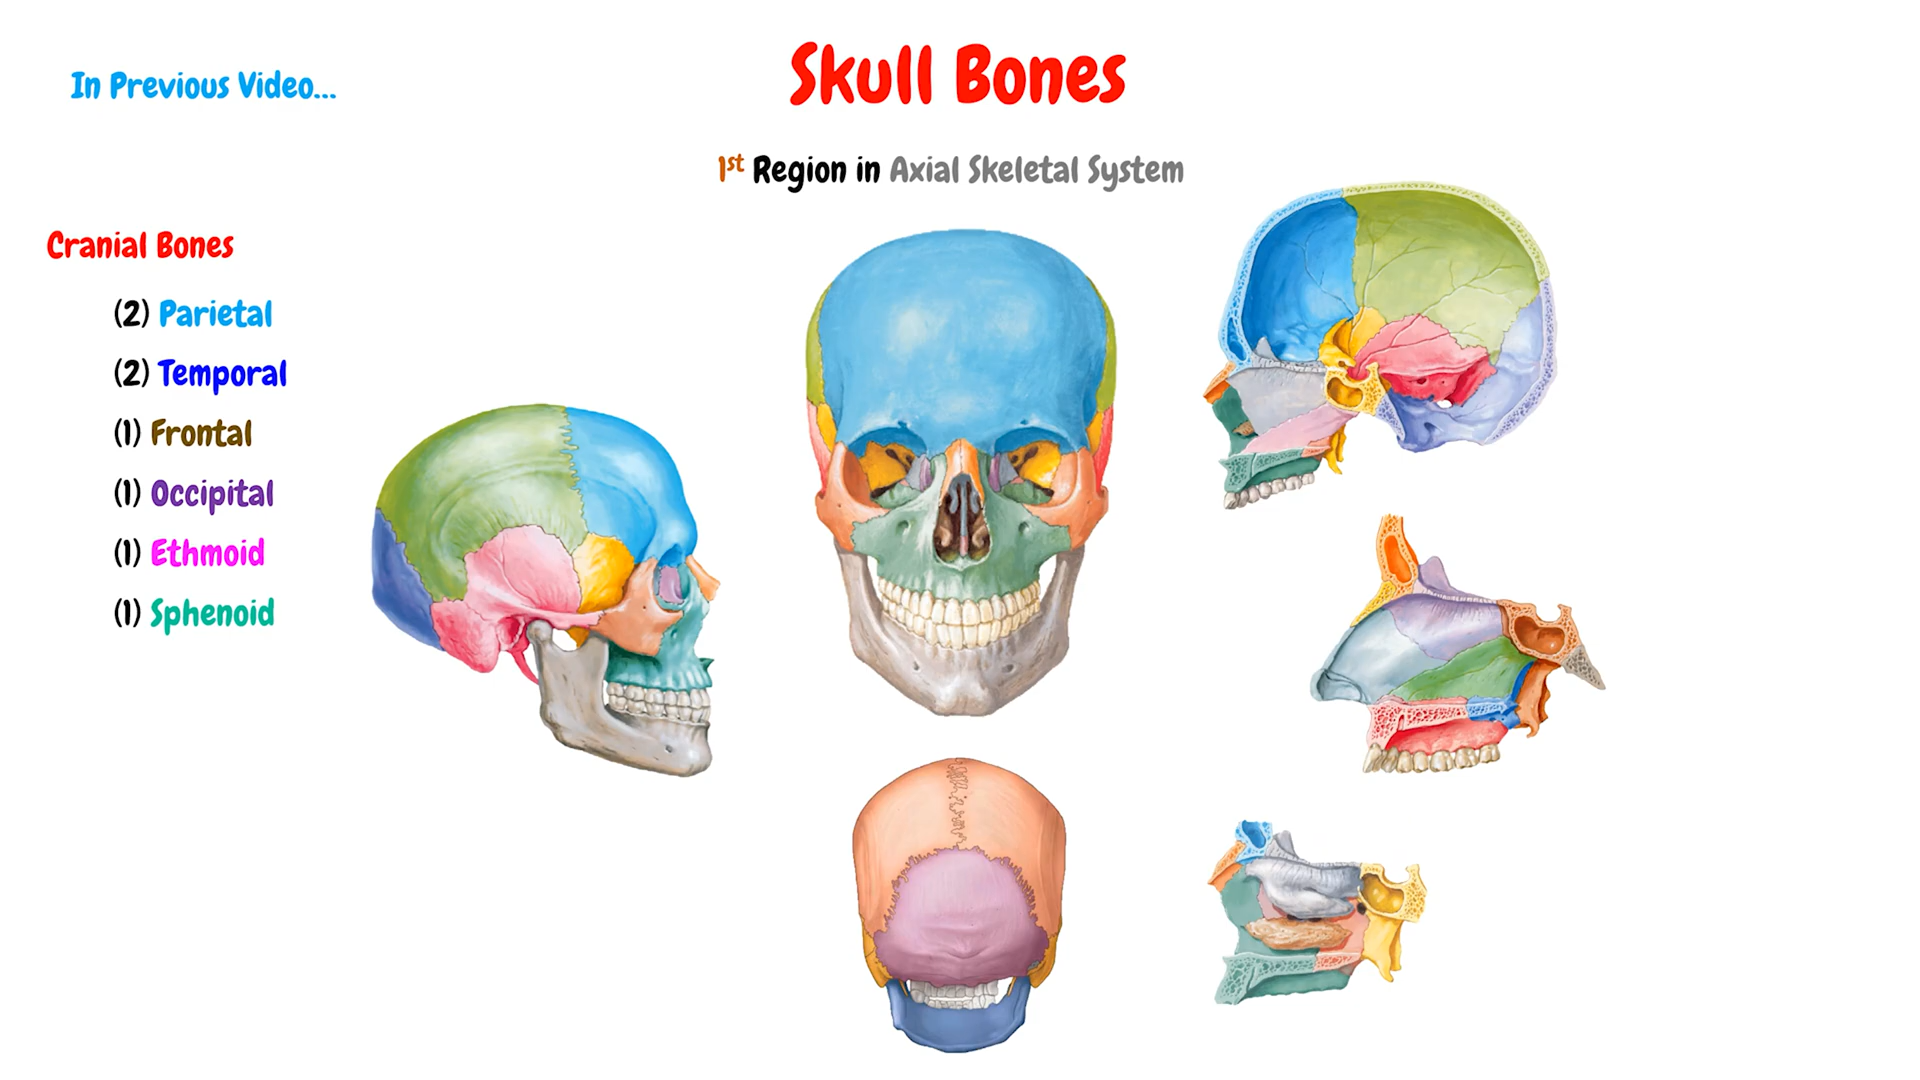 In Previous Video...
Skull Bones
1st Region in Axial Skeletal System
Cranial Bones
(2) Parietal
(2) Temporal
(1) Frontal
(1) Occipital
(1) Ethmoid
(1) Sphenoid